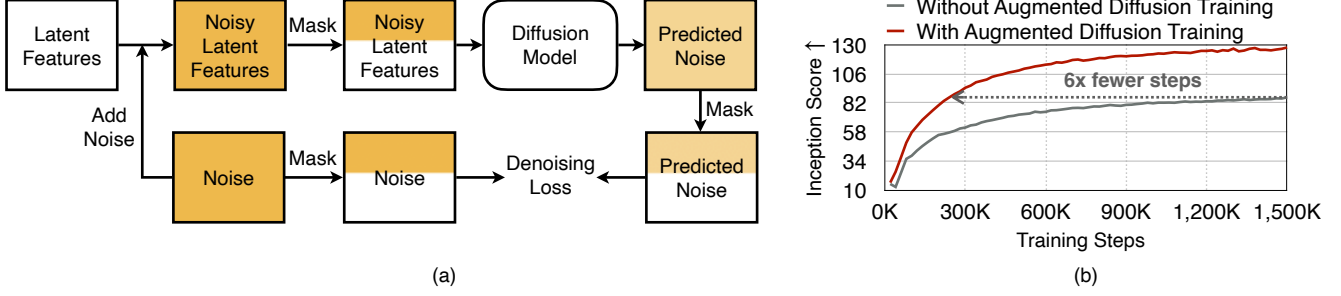 Latent
Features
Add
Noise
Noisy
Latent
Features
Mask
Noisy
Latent
Features
Diffusion
Model
Predicted
Noise
Mask
Noise
Mask
Noise
Denoising
Loss
Predicted
Noise
(a)
Without Augmented Diffusion Training
With Augmented Diffusion Training
Inception Score ↑
130
106
82
58
34
10
6x fewer steps
0K 300K 600K 900K 1,200K 1,500K
Training Steps
(b)